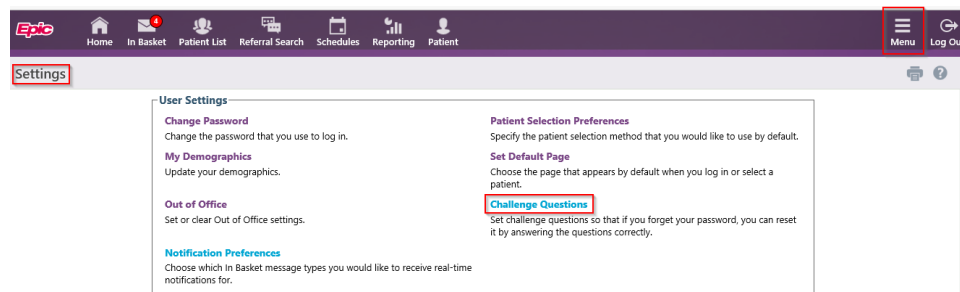 Epic
4
Home In Basket Patient List Referral Search Schedules Reporting Patient Menu Log Ou
Settings
User Settings
Change Password
Change the password that you use to log in.
Patient Selection Preferences
Specify the patient selection method that you would like to use by default.
My Demographics
Update your demographics.
Set Default Page
Choose the page that appears by default when you log in or select a
patient.
Out of Office
Set or clear Out of Office settings.
Challenge Questions
Set challenge questions so that if you forget your password, you can reset
it by answering the questions correctly.
Notification Preferences
Choose which In Basket message types you would like to receive real-time
notifications for.